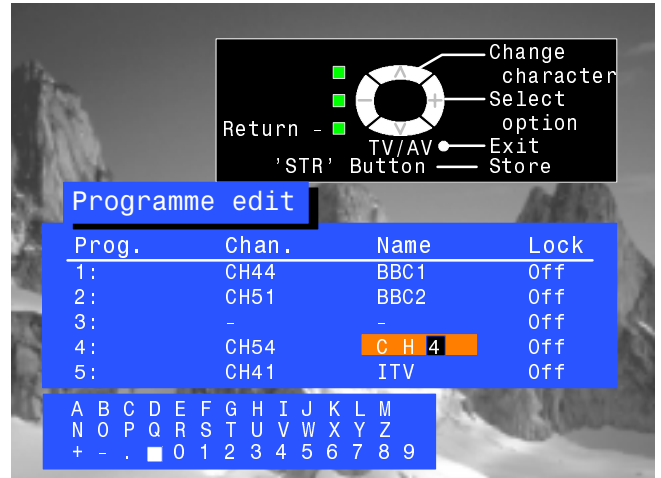 Change
character
Select
option
Return -
TV/AV
Exit
'STR' Button
Store
Programme edit
Prog. Chan. Name Lock
1: CH44 BBC1 Off
2: CH51 BBC2 Off
3: - - Off
4: CH54 C H 4 Off
5: CH41 ITV Off
A B C D E F G H I J K L M
N O P Q R S T U V W X Y Z
+ - . 0 1 2 3 4 5 6 7 8 9